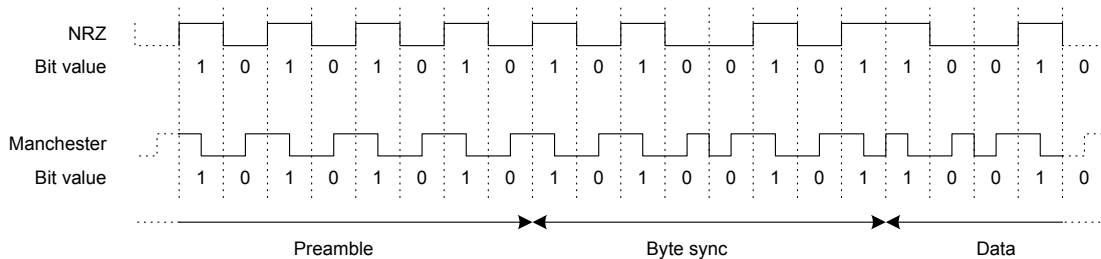 NRZ
Bit value 1 0 1 0 1 0 1 0 1 0 1 0 0 1 0 1 1 0 0 1 0
Manchester
Bit value 1 0 1 0 1 0 1 0 1 0 1 0 0 1 0 1 1 0 0 1 0
Preamble Byte sync Data